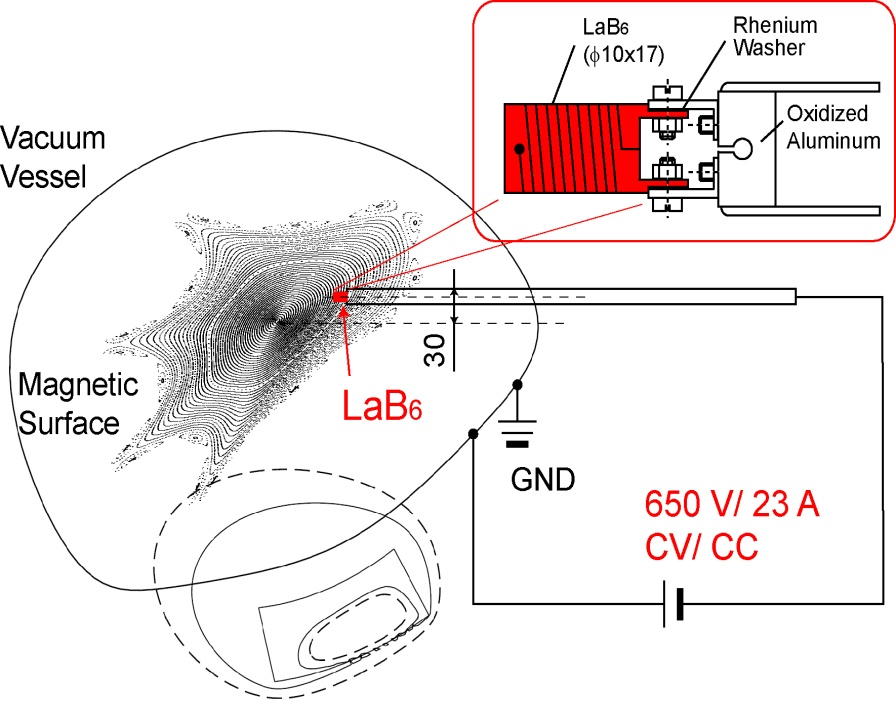 LaB6
(ϕ10x17)
Rhenium
Washer
Oxidized
Aluminum
Vacuum
Vessel
30
Magnetic
Surface
LaB6
GND
650 V/ 23 A
CV/ CC